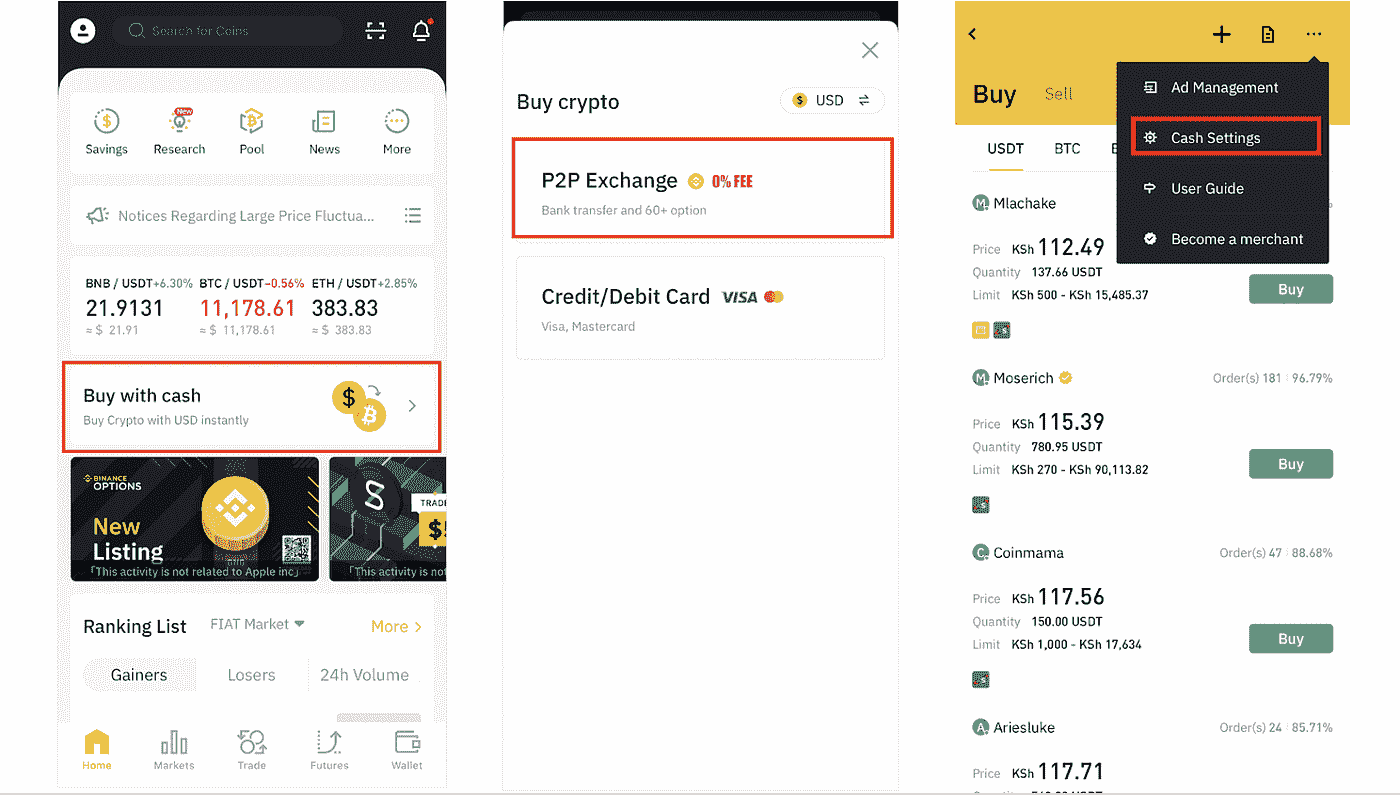 Search for Coins
New
Savings Research Pool News More
Notices Regarding Large Price Fluctua...
BNB / USDT+6.30% BTC / USDT-0.56% ETH / USDT+2.85%
21.9131 11,178.61 383.83
≈ $ 21.91 ≈ $ 11,178.61 ≈ $ 383.83
Buy with cash
Buy Crypto with USD instantly
BINANCE
OPTIONS
New
Listing
「This activity is not related to Apple inc」
TRADE
$
「This activity is not
Ranking List FIAT Market More
Gainers Losers 24h Volume
Home Markets Trade Futures Wallet
Buy crypto USD
P2P Exchange 0% FEE
Bank transfer and 60+ option
Credit/Debit Card VISA
Visa, Mastercard
Buy Sell
Ad Management
Cash Settings
User Guide
Become a merchant
USDT BTC E
M Mlachake
Price KSh 112.49
Quantity 137.66 USDT
Limit KSh 500 - KSh 15,485.37
Buy
M Moserich Order(s) 181 96.79%
Price KSh 115.39
Quantity 780.95 USDT
Limit KSh 270 - KSh 90,113.82
Buy
C Coinmama Order(s) 47 88.68%
Price KSh 117.56
Quantity 150.00 USDT
Limit KSh 1,000 - KSh 17,634
Buy
A Ariesluke Order(s) 24 85.71%
Price KSh 117.71